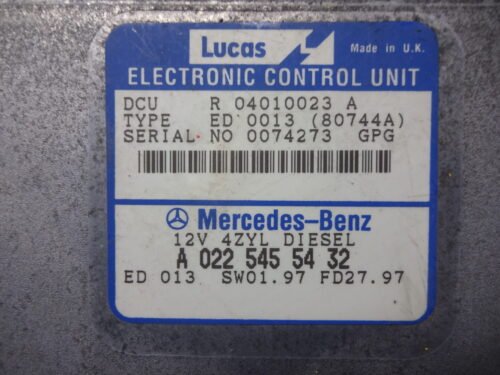 Lucas Made in U.K.
ELECTRONIC CONTROL UNIT
DCU R 04010023 A
TYPE ED 0013 (80744A)
SERIAL NO 0074273 GPG
Mercedes-Benz
12V 4ZYL DIESEL
A 022 545 54 32
ED 013 SW01.97 FD27.97